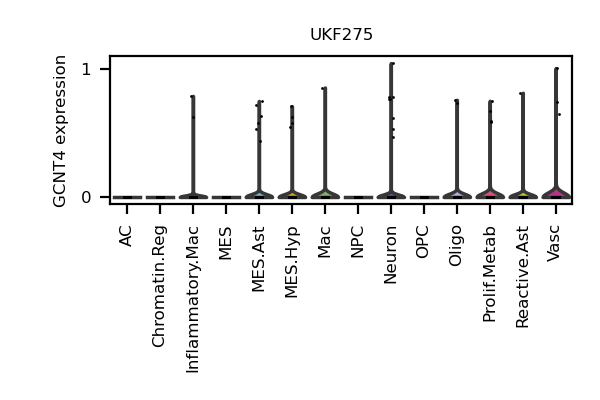 UKF275
GCNT4 expression
1
0
AC
Chromatin.Reg
Inflammatory.Mac
MES
MES.Ast
MES.Hyp
Mac
NPC
Neuron
OPC
Oligo
Prolif.Metab
Reactive.Ast
Vasc